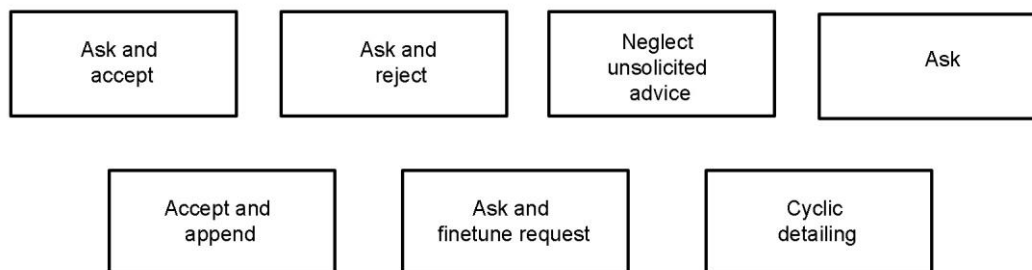 Ask and
accept
Ask and
reject
Neglect
unsolicited
advice
Ask
Accept and
append
Ask and
finetune request
Cyclic
detailing